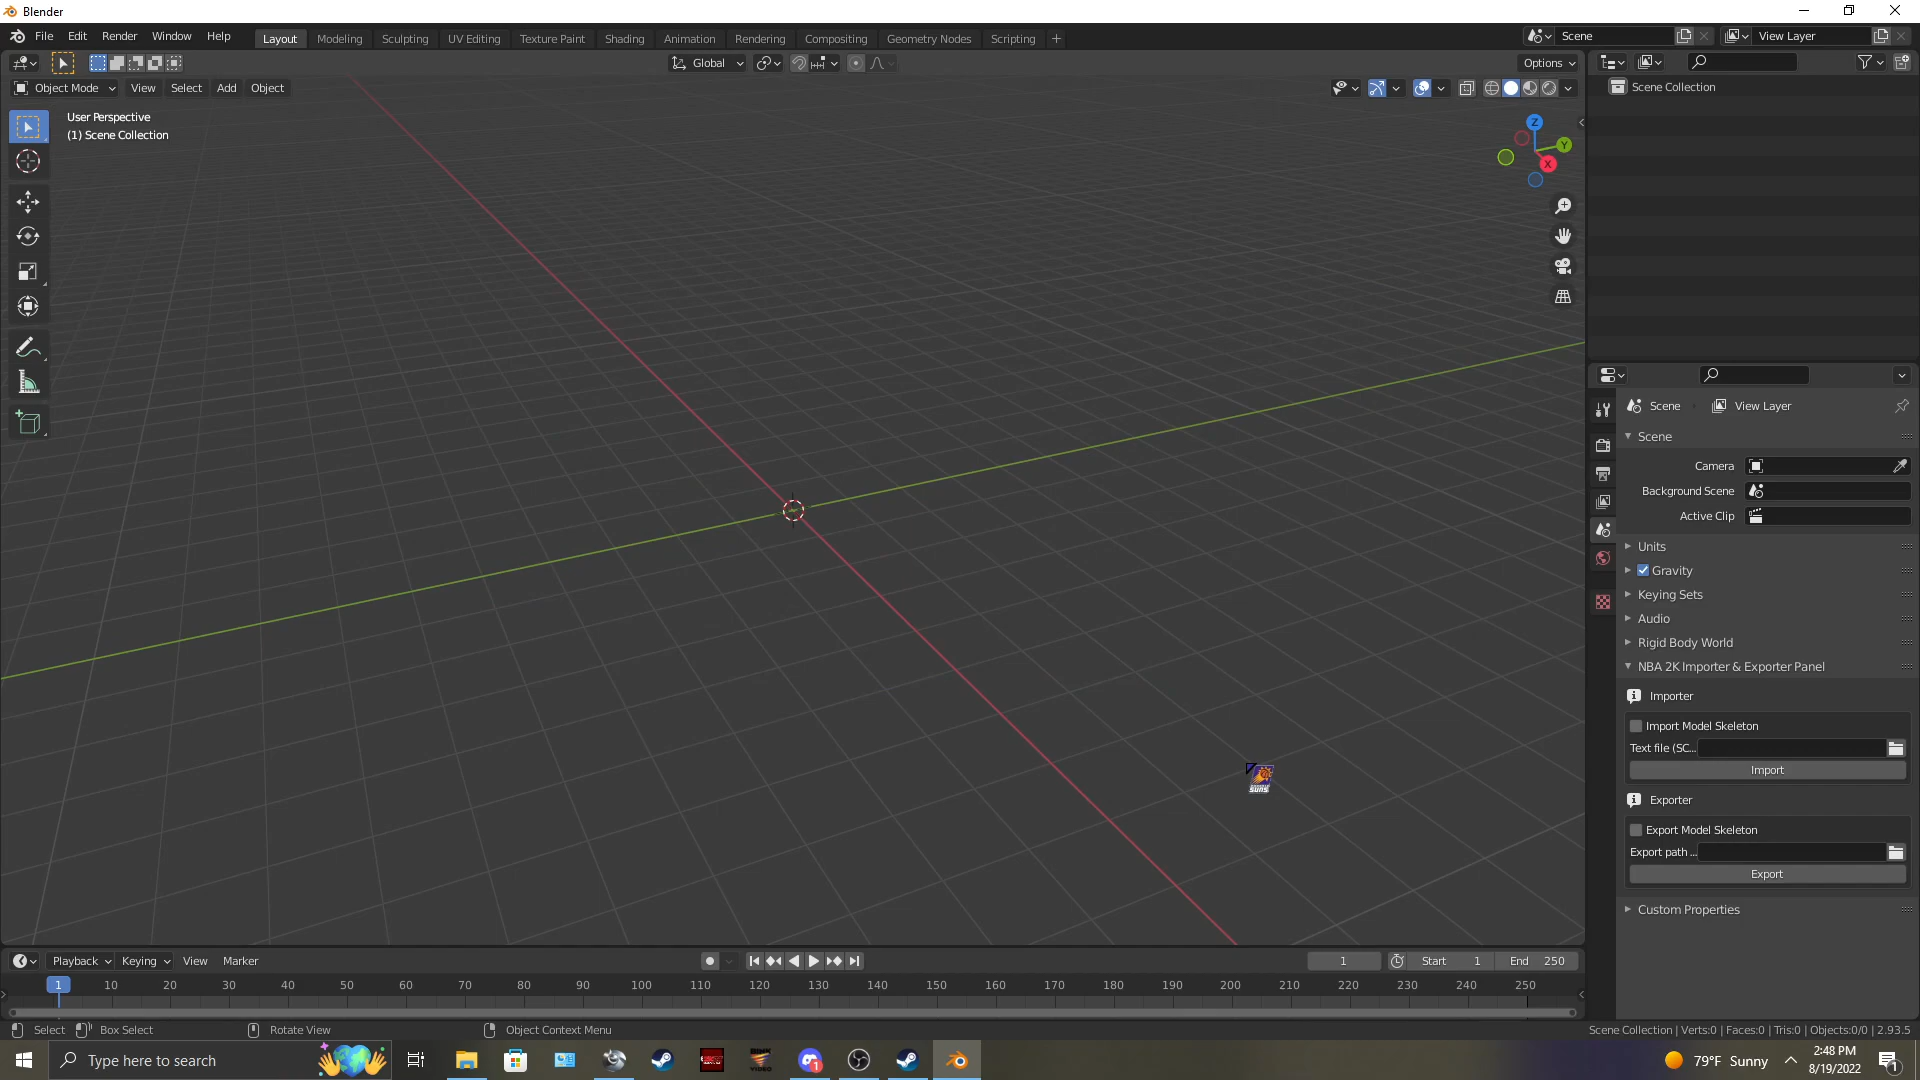 Blender
File Edit Render Window Help Layout Modeling Sculpting UV Editing Texture Paint Shading Animation Rendering Compositing Geometry Nodes Scripting + Scene View Layer
Global Options
Object Mode View Select Add Object
Scene Collection
User Perspective
(1) Scene Collection
Z
Y
X
Scene View Layer
Scene
Camera
Background Scene
Active Clip
Units
Gravity
Keying Sets
Audio
Rigid Body World
NBA 2K Importer & Exporter Panel
Importer
Import Model Skeleton
Text file (SC...
Import
SUNS
Exporter
Export Model Skeleton
Export path ...
Export
Custom Properties
Playback Keying View Marker 1 Start 1 End 250
1 10 20 30 40 50 60 70 80 90 100 110 120 130 140 150 160 170 180 190 200 210 220 230 240 250
Select Box Select Rotate View Object Context Menu Scene Collection | Verts:0 | Faces:0 | Tris:0 | Objects:0/0 | 2.93.5
Type here to search 1 79°F Sunny 2:48 PM 1
8/19/2022